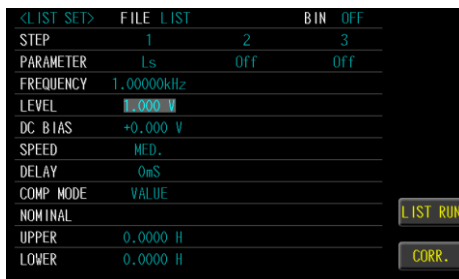 <LIST SET> FILE LIST BIN OFF
STEP 1 2 3
PARAMETER Ls Off Off
FREQUENCY 1.00000kHz
LEVEL 1.000 V
DC BIAS +0.000 V
SPEED MED.
DELAY 0mS
COMP MODE VALUE
NOMINAL
LIST RUN
UPPER 0.0000 H
LOWER 0.0000 H
CORR.